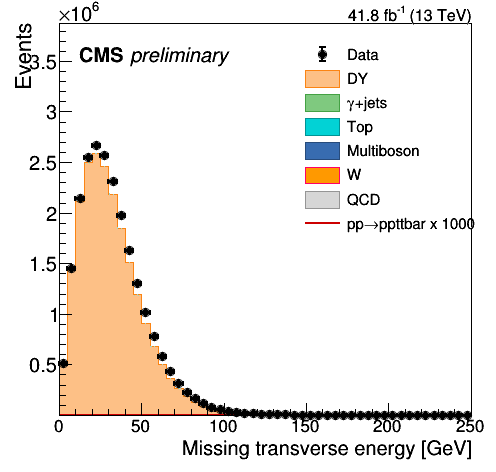 ×10⁶
41.8 fb⁻¹ (13 TeV)
Events
CMS preliminary
Data
DY
γ+jets
Top
Multiboson
W
QCD
pp→ppttbar x 1000
3.5
3
2.5
2
1.5
1
0.5
0 50 100 150 200 250
Missing transverse energy [GeV]